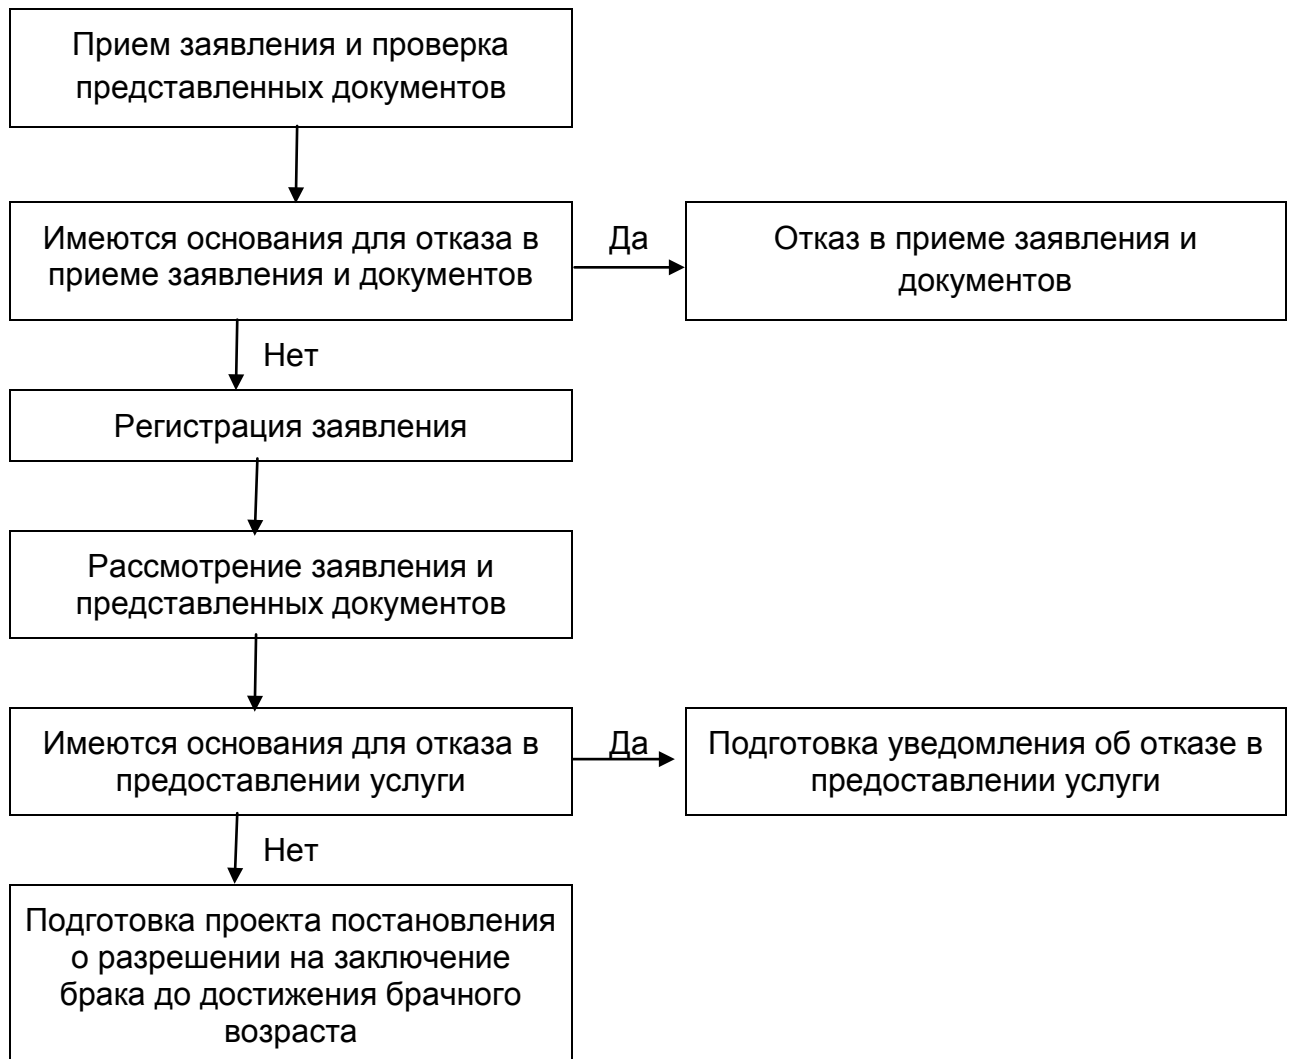 Прием заявления и проверка
представленных документов
Имеются основания для отказа в
приеме заявления и документов
Да
Отказ в приеме заявления и
документов
Нет
Регистрация заявления
Рассмотрение заявления и
представленных документов
Имеются основания для отказа в
предоставлении услуги
Да
Подготовка уведомления об отказе в
предоставлении услуги
Нет
Подготовка проекта постановления
о разрешении на заключение
брака до достижения брачного
возраста